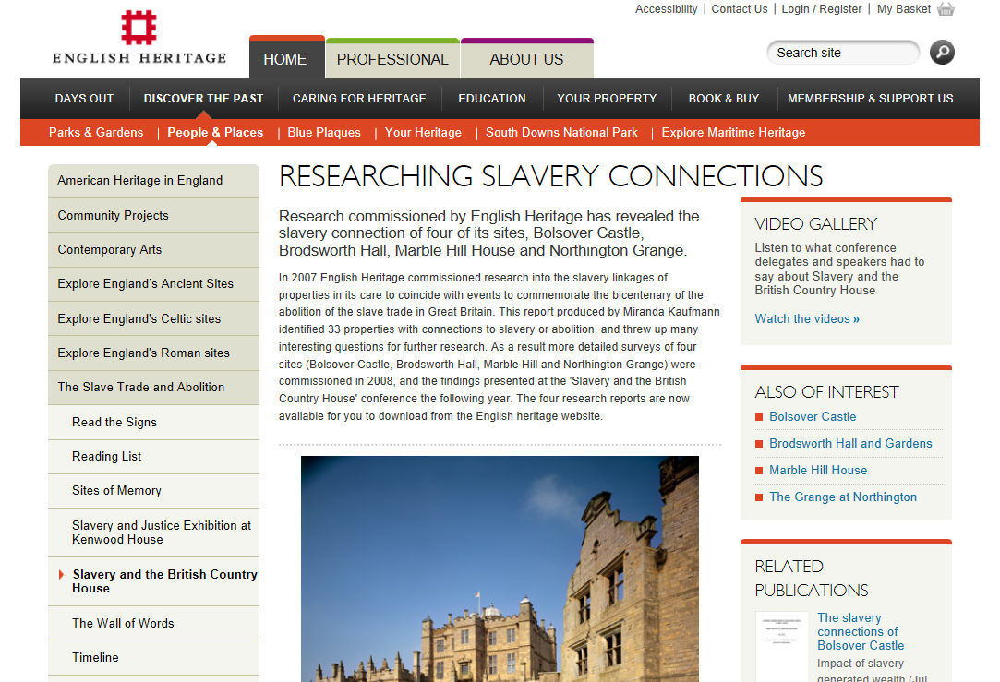 Accessibility | Contact Us | Login / Register | My Basket
ENGLISH HERITAGE
HOME
PROFESSIONAL
ABOUT US
Search site
DAYS OUT
DISCOVER THE PAST
CARING FOR HERITAGE
EDUCATION
YOUR PROPERTY
BOOK & BUY
MEMBERSHIP & SUPPORT US
Parks & Gardens | People & Places | Blue Plaques | Your Heritage | South Downs National Park | Explore Maritime Heritage
American Heritage in England
Community Projects
Contemporary Arts
Explore England's Ancient Sites
Explore England's Celtic sites
Explore England's Roman sites
The Slave Trade and Abolition
Read the Signs
Reading List
Sites of Memory
Slavery and Justice Exhibition at
Kenwood House
Slavery and the British Country
House
The Wall of Words
Timeline
RESEARCHING SLAVERY CONNECTIONS
Research commissioned by English Heritage has revealed the
slavery connection of four of its sites, Bolsover Castle,
Brodsworth Hall, Marble Hill House and Northington Grange.
In 2007 English Heritage commissioned research into the slavery linkages of
properties in its care to coincide with events to commemorate the bicentenary of the
abolition of the slave trade in Great Britain. This report produced by Miranda Kaufmann
identified 33 properties with connections to slavery or abolition, and threw up many
interesting questions for further research. As a result more detailed surveys of four
sites (Bolsover Castle, Brodsworth Hall, Marble Hill and Northington Grange) were
commissioned in 2008, and the findings presented at the 'Slavery and the British
Country House' conference the following year. The four research reports are now
available for you to download from the English heritage website.
VIDEO GALLERY
Listen to what conference
delegates and speakers had to
say about Slavery and the
British Country House
Watch the videos »
ALSO OF INTEREST
Bolsover Castle
Brodsworth Hall and Gardens
Marble Hill House
The Grange at Northington
RELATED
PUBLICATIONS
The slavery
connections of
Bolsover Castle
Impact of slavery-
generated wealth (Jul